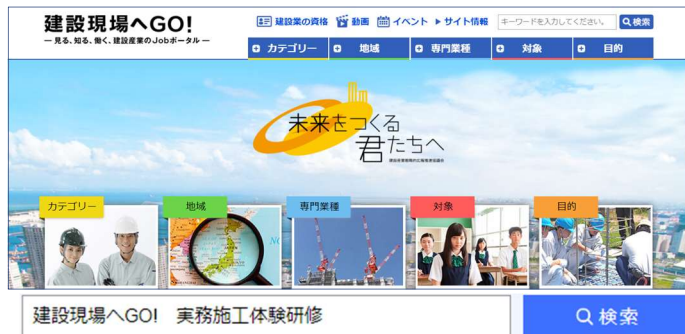 建設現場へGO!
ー 見る、知る、働く、建設産業のJobポータル ー
建設業の資格 動画 イベント ▶ サイト情報 キーワードを入力してください。 検索
カテゴリー 地域 専門業種 対象 目的
未来をつくる
君たちへ
カテゴリー 地域 専門業種 対象 目的
建設現場へGO! 実務施工体験研修 検索